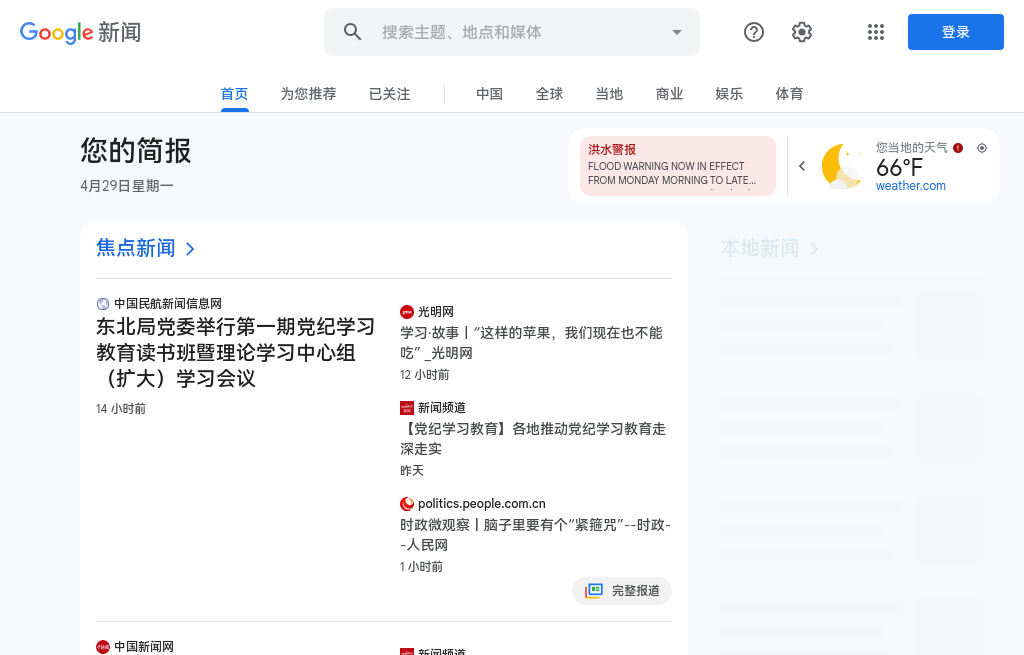 Google 新闻
搜索主题、地点和媒体
登录
首页
为您推荐
已关注
中国
全球
当地
商业
娱乐
体育
您的简报
4月29日星期一
洪水警报
FLOOD WARNING NOW IN EFFECT
FROM MONDAY MORNING TO LATE…
您当地的天气
66°F
weather.com
焦点新闻
本地新闻
中国民航新闻信息网
东北局党委举行第一期党纪学习
教育读书班暨理论学习中心组
（扩大）学习会议
14 小时前
光明网
学习·故事丨“这样的苹果，我们现在也不能
吃” _光明网
12 小时前
新闻频道
【党纪学习教育】各地推动党纪学习教育走
深走实
昨天
politics.people.com.cn
时政微观察丨脑子里要有个“紧箍咒”--时政-
-人民网
1 小时前
完整报道
中国新闻网
新闻频道